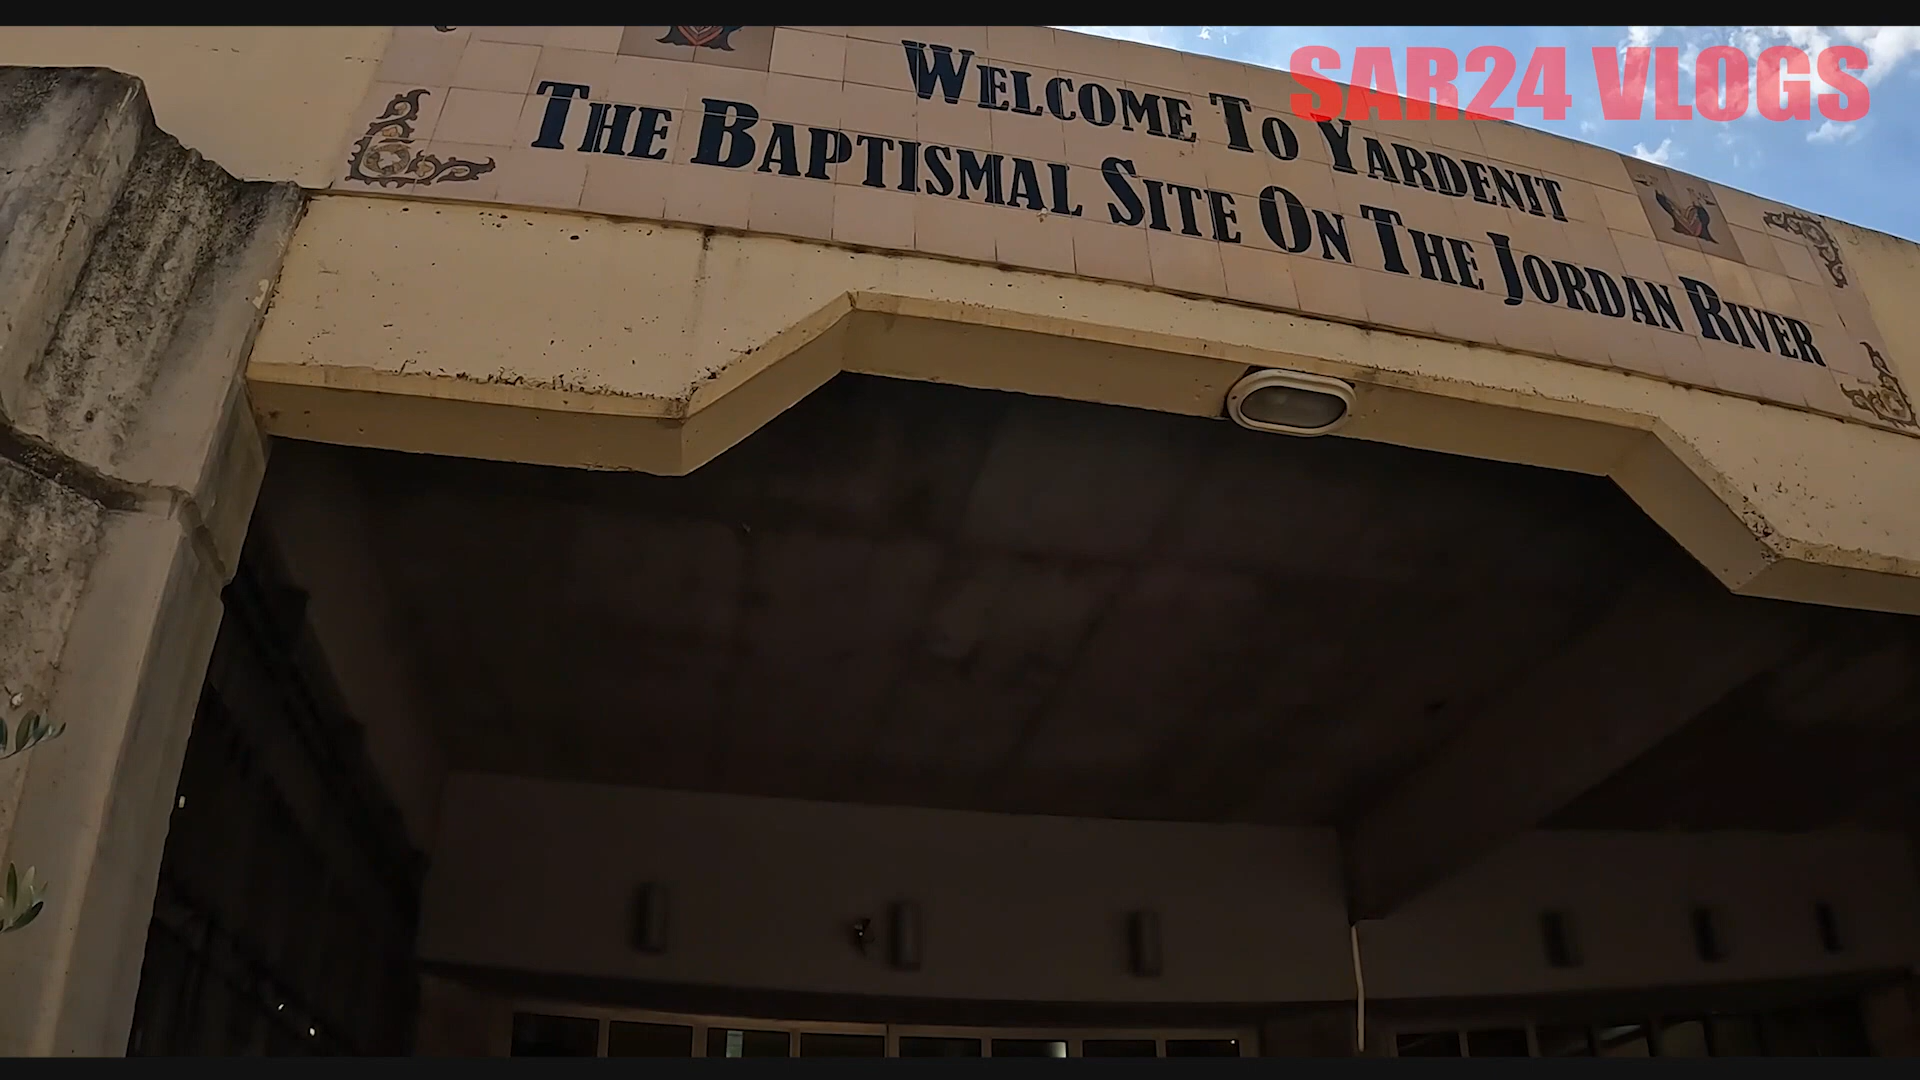 SAR24 VLOGS
Welcome To Yardenit
The Baptismal Site On The Jordan River